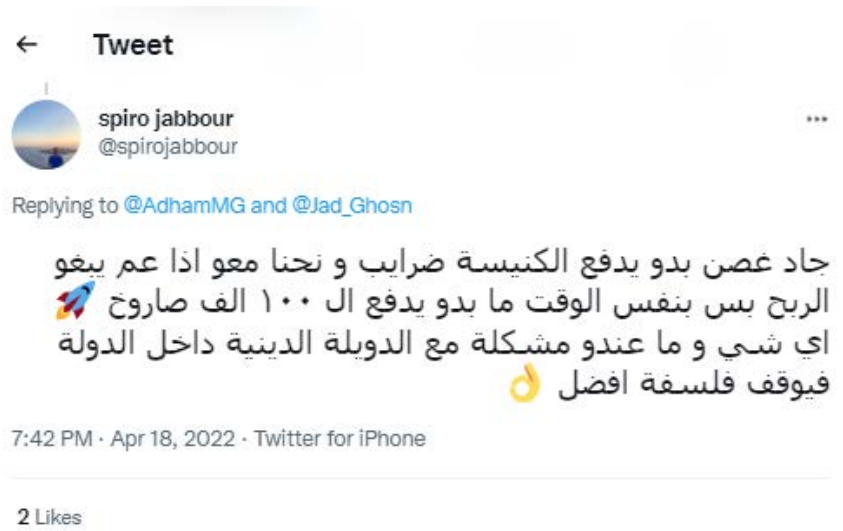 ← Tweet
spiro jabbour
@spirojabbour
Replying to @AdhamMG and @Jad_Ghosn
جاد غصن بدو يدفع الكنيسة ضرايب و نحنا معو اذا عم يبغو
الربح بس بنفس الوقت ما بدو يدفع ال ١٠٠ الف صاروخ 🚀
اي شي و ما عندو مشكلة مع الدويلة الدينية داخل الدولة
فيوقف فلسفة افضل 👌
7:42 PM · Apr 18, 2022 · Twitter for iPhone
2 Likes